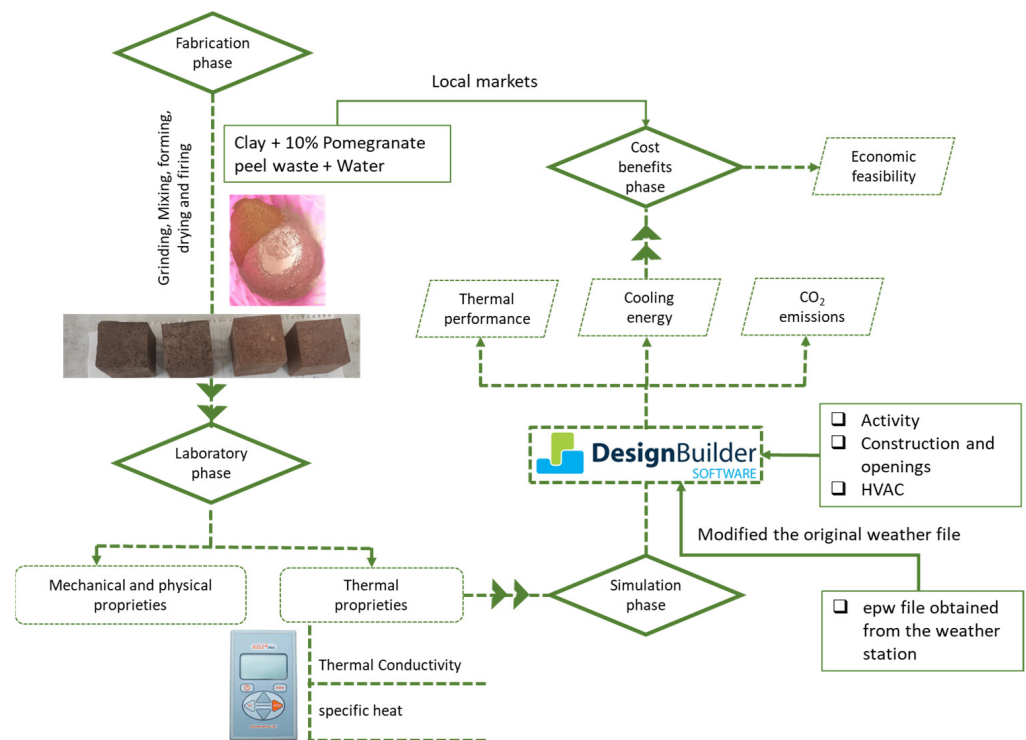 Fabrication
phase
Grinding, Mixing, forming,
drying and firing
Local markets
Clay + 10% Pomegranate
peel waste + Water
Cost
benefits
phase
Economic
feasibility
Thermal
performance
Cooling
energy
CO₂
emissions
Laboratory
phase
DesignBuilder
SOFTWARE
❑ Activity
❑ Construction and
openings
❑ HVAC
Modified the original weather file
Mechanical and physical
proprieties
Thermal
proprieties
Simulation
phase
❑ epw file obtained
from the weather
station
Thermal Conductivity
specific heat